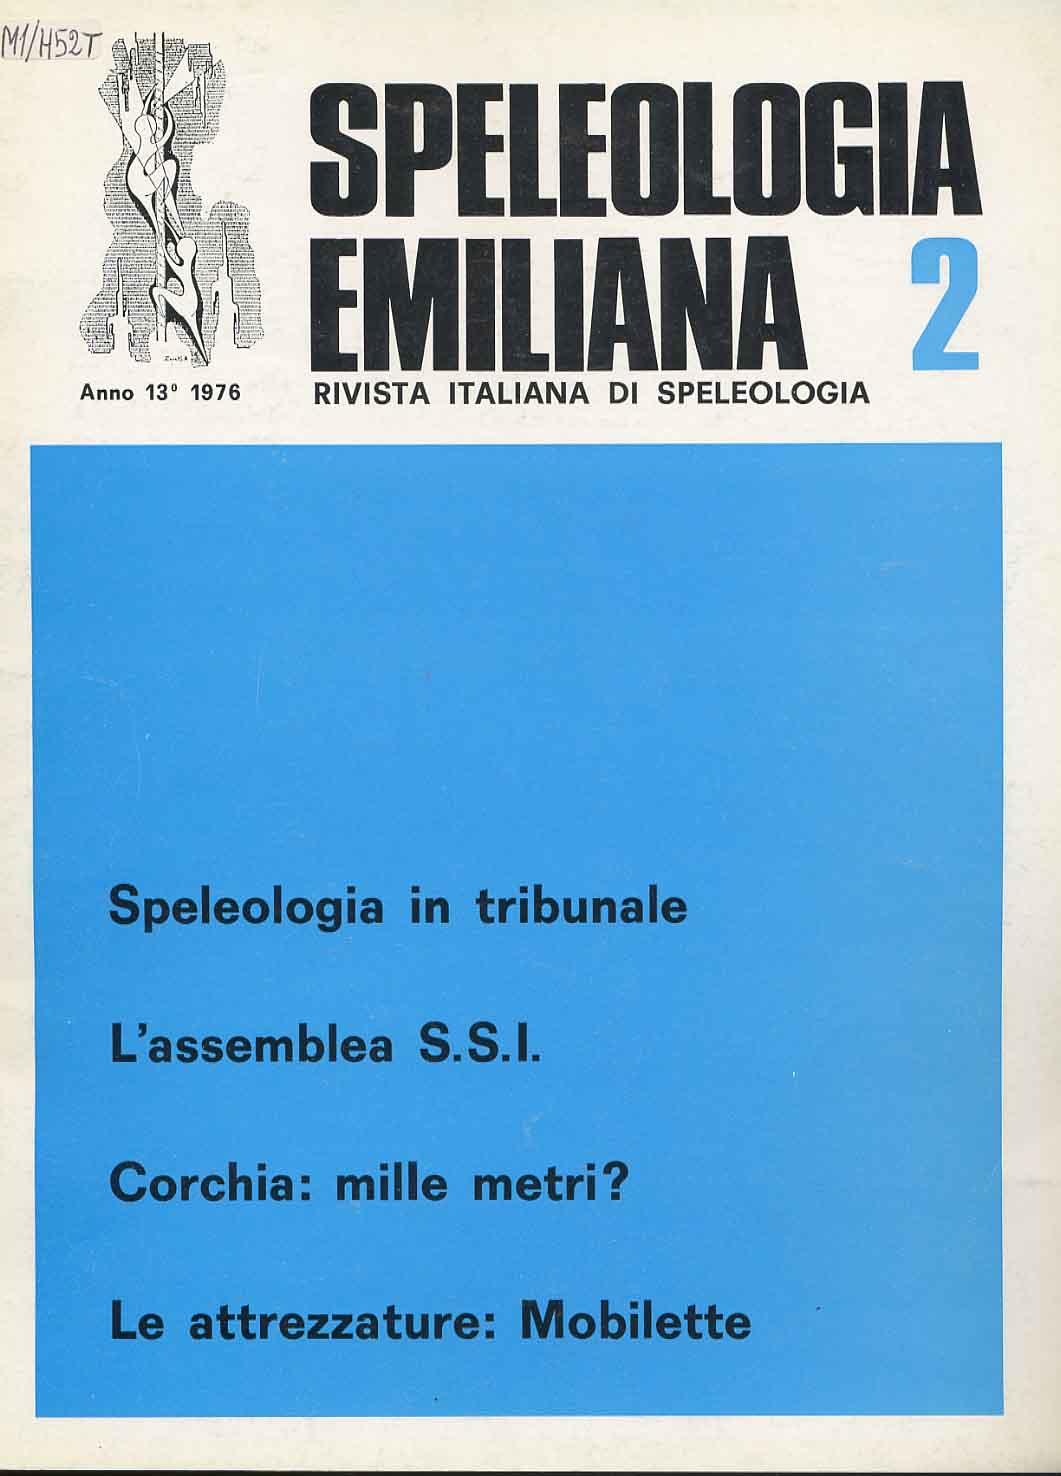 M1/H52T
SPELEOLOGIA
EMILIANA 2
Anno 13º 1976
RIVISTA ITALIANA DI SPELEOLOGIA
Speleologia in tribunale
L'assemblea S.S.I.
Corchia: mille metri?
Le attrezzature: Mobilette